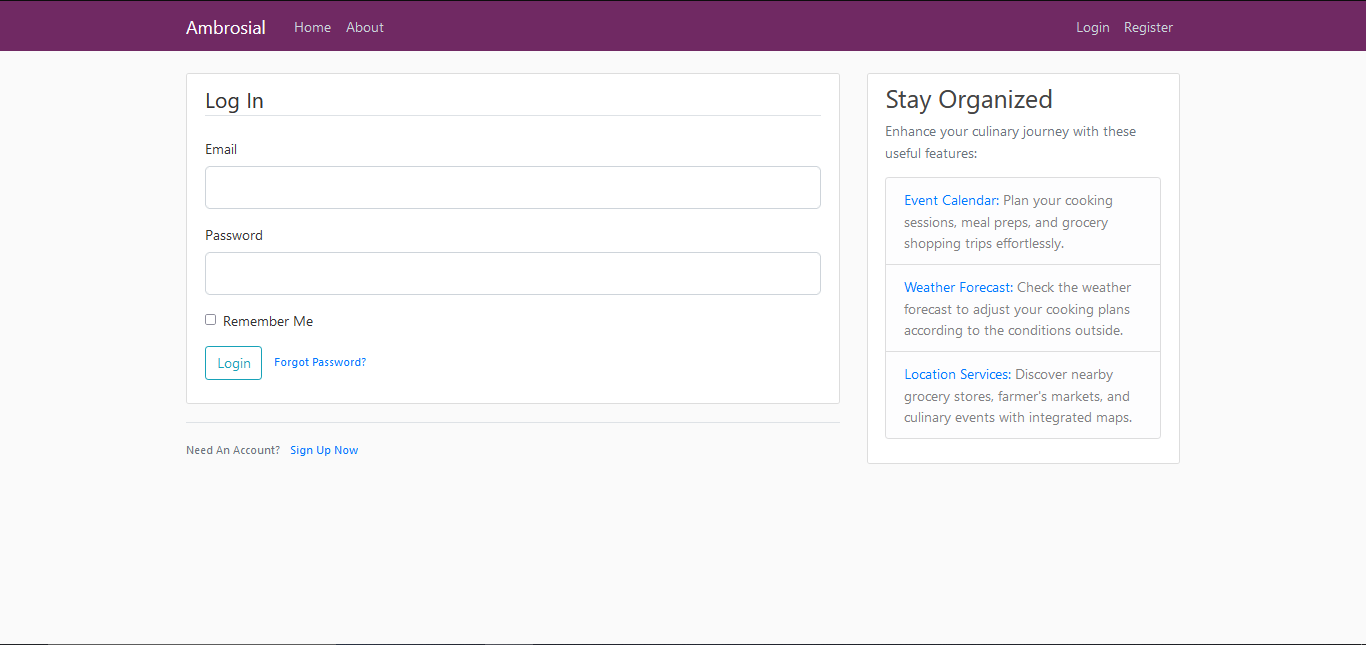 Ambrosial Home About Login Register
Log In
Email
Password
Remember Me
Login Forgot Password?
Need An Account? Sign Up Now
Stay Organized
Enhance your culinary journey with these
useful features:
Event Calendar: Plan your cooking
sessions, meal preps, and grocery
shopping trips effortlessly.
Weather Forecast: Check the weather
forecast to adjust your cooking plans
according to the conditions outside.
Location Services: Discover nearby
grocery stores, farmer's markets, and
culinary events with integrated maps.